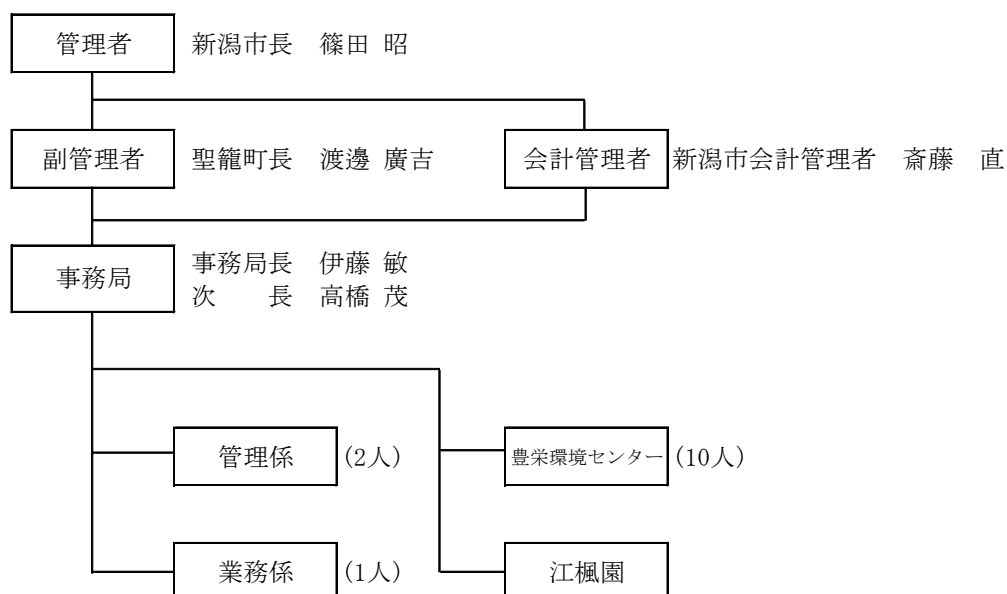 管理者 新潟市長 篠田 昭
副管理者 聖籠町長 渡邊 廣吉 会計管理者 新潟市会計管理者 斎藤 直
事務局 事務局長 伊藤 敏
次 長 高橋 茂
管理係 (2人) 豊栄環境センター (10人)
業務係 (1人) 江楓園